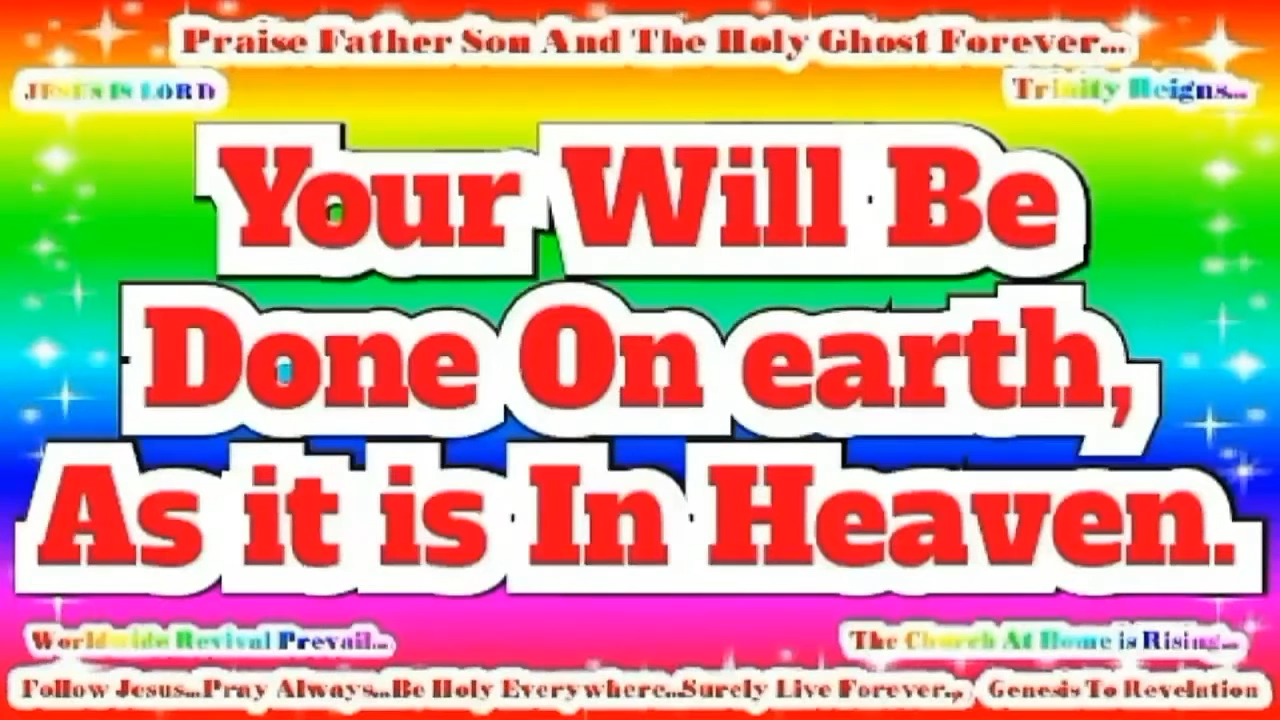 Praise Father Son And The Holy Ghost Forever...
JESUS IS LORD
Trinity Reigns...
Your Will Be
Done On earth,
As it is In Heaven.
Worldwide Revival Prevail...
The Church At Home is Rising...
Follow Jesus...Pray Always...Be Holy Everywhere...Surely Live Forever..., Genesis To Revelation